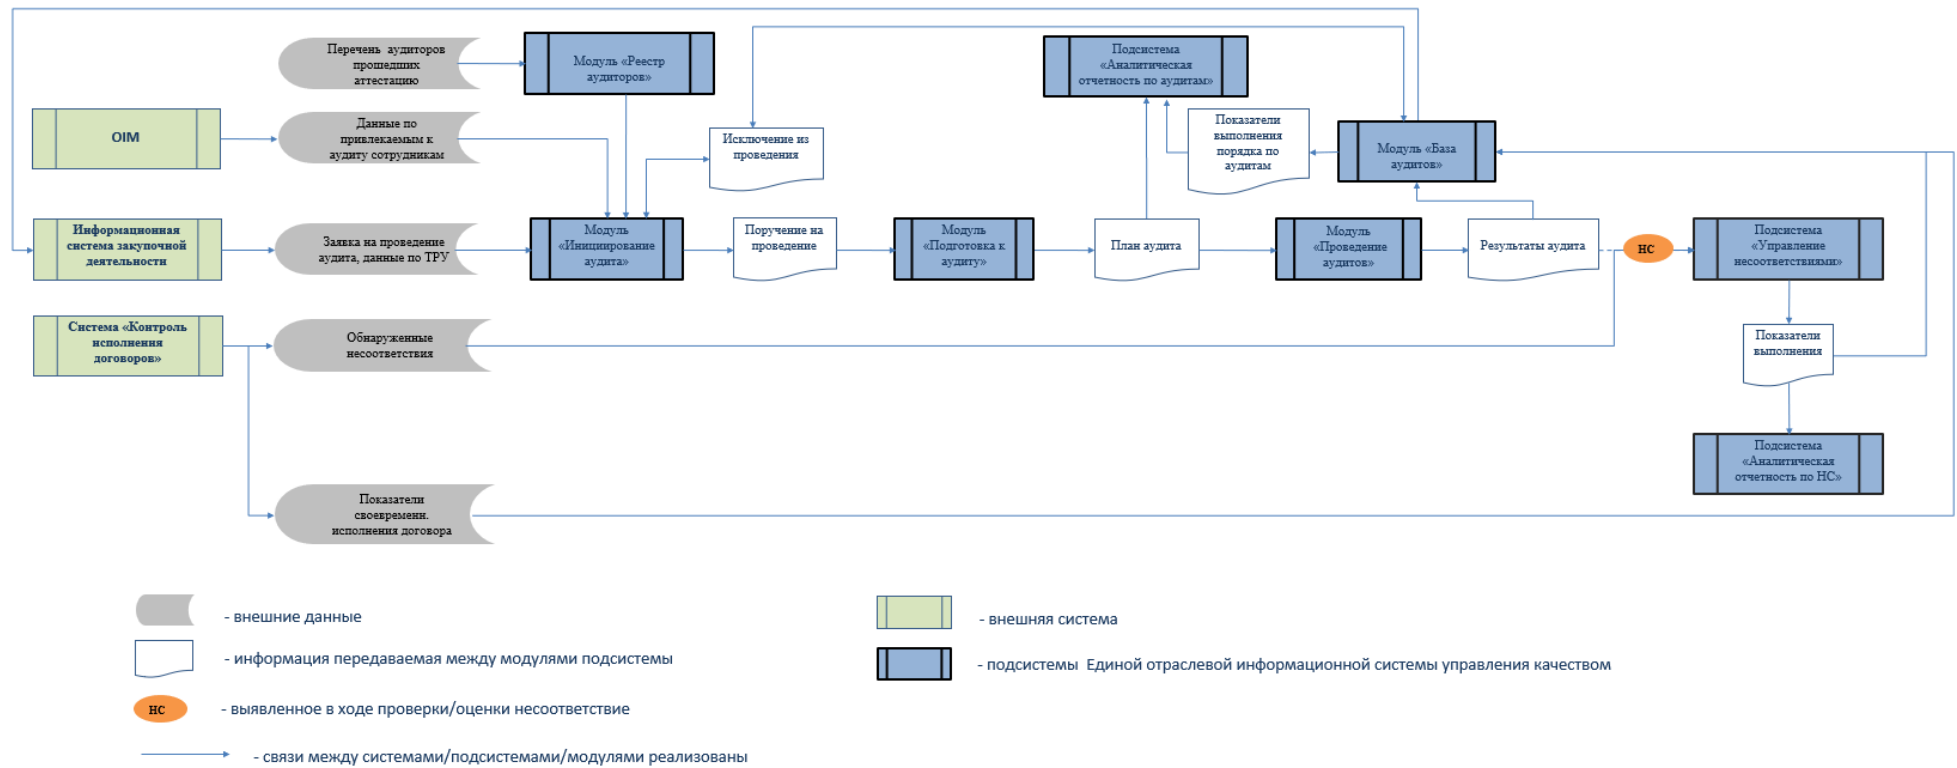 Перечень аудиторов
прошедших
аттестацию
Модуль «Реестр
аудиторов»
Подсистема
«Аналитическая
отчетность по аудитам»
OIM
Данные по
привлекаемым к
аудиту сотрудникам
Исключение из
проведения
Показатели
выполнения
порядка по
аудитам
Модуль «База
аудитов»
Информационная
система закупочной
деятельности
Заявка на проведение
аудита, данные по ТРУ
Модуль
«Инициирование
аудита»
Поручение на
проведение
Модуль
«Подготовка к
аудиту»
План аудита
Модуль
«Проведение
аудитов»
Результаты аудита
НС
Подсистема
«Управление
несоответствиями»
Система «Контроль
исполнения
договоров»
Обнаруженные
несоответствия
Показатели
выполнения
Подсистема
«Аналитическая
отчетность по НС»
Показатели
своевременн.
исполнения договора
- внешние данные
- внешняя система
- информация передаваемая между модулями подсистемы
- подсистемы Единой отраслевой информационной системы управления качеством
НС
- выявленное в ходе проверки/оценки несоответствие
- связи между системами/подсистемами/модулями реализованы